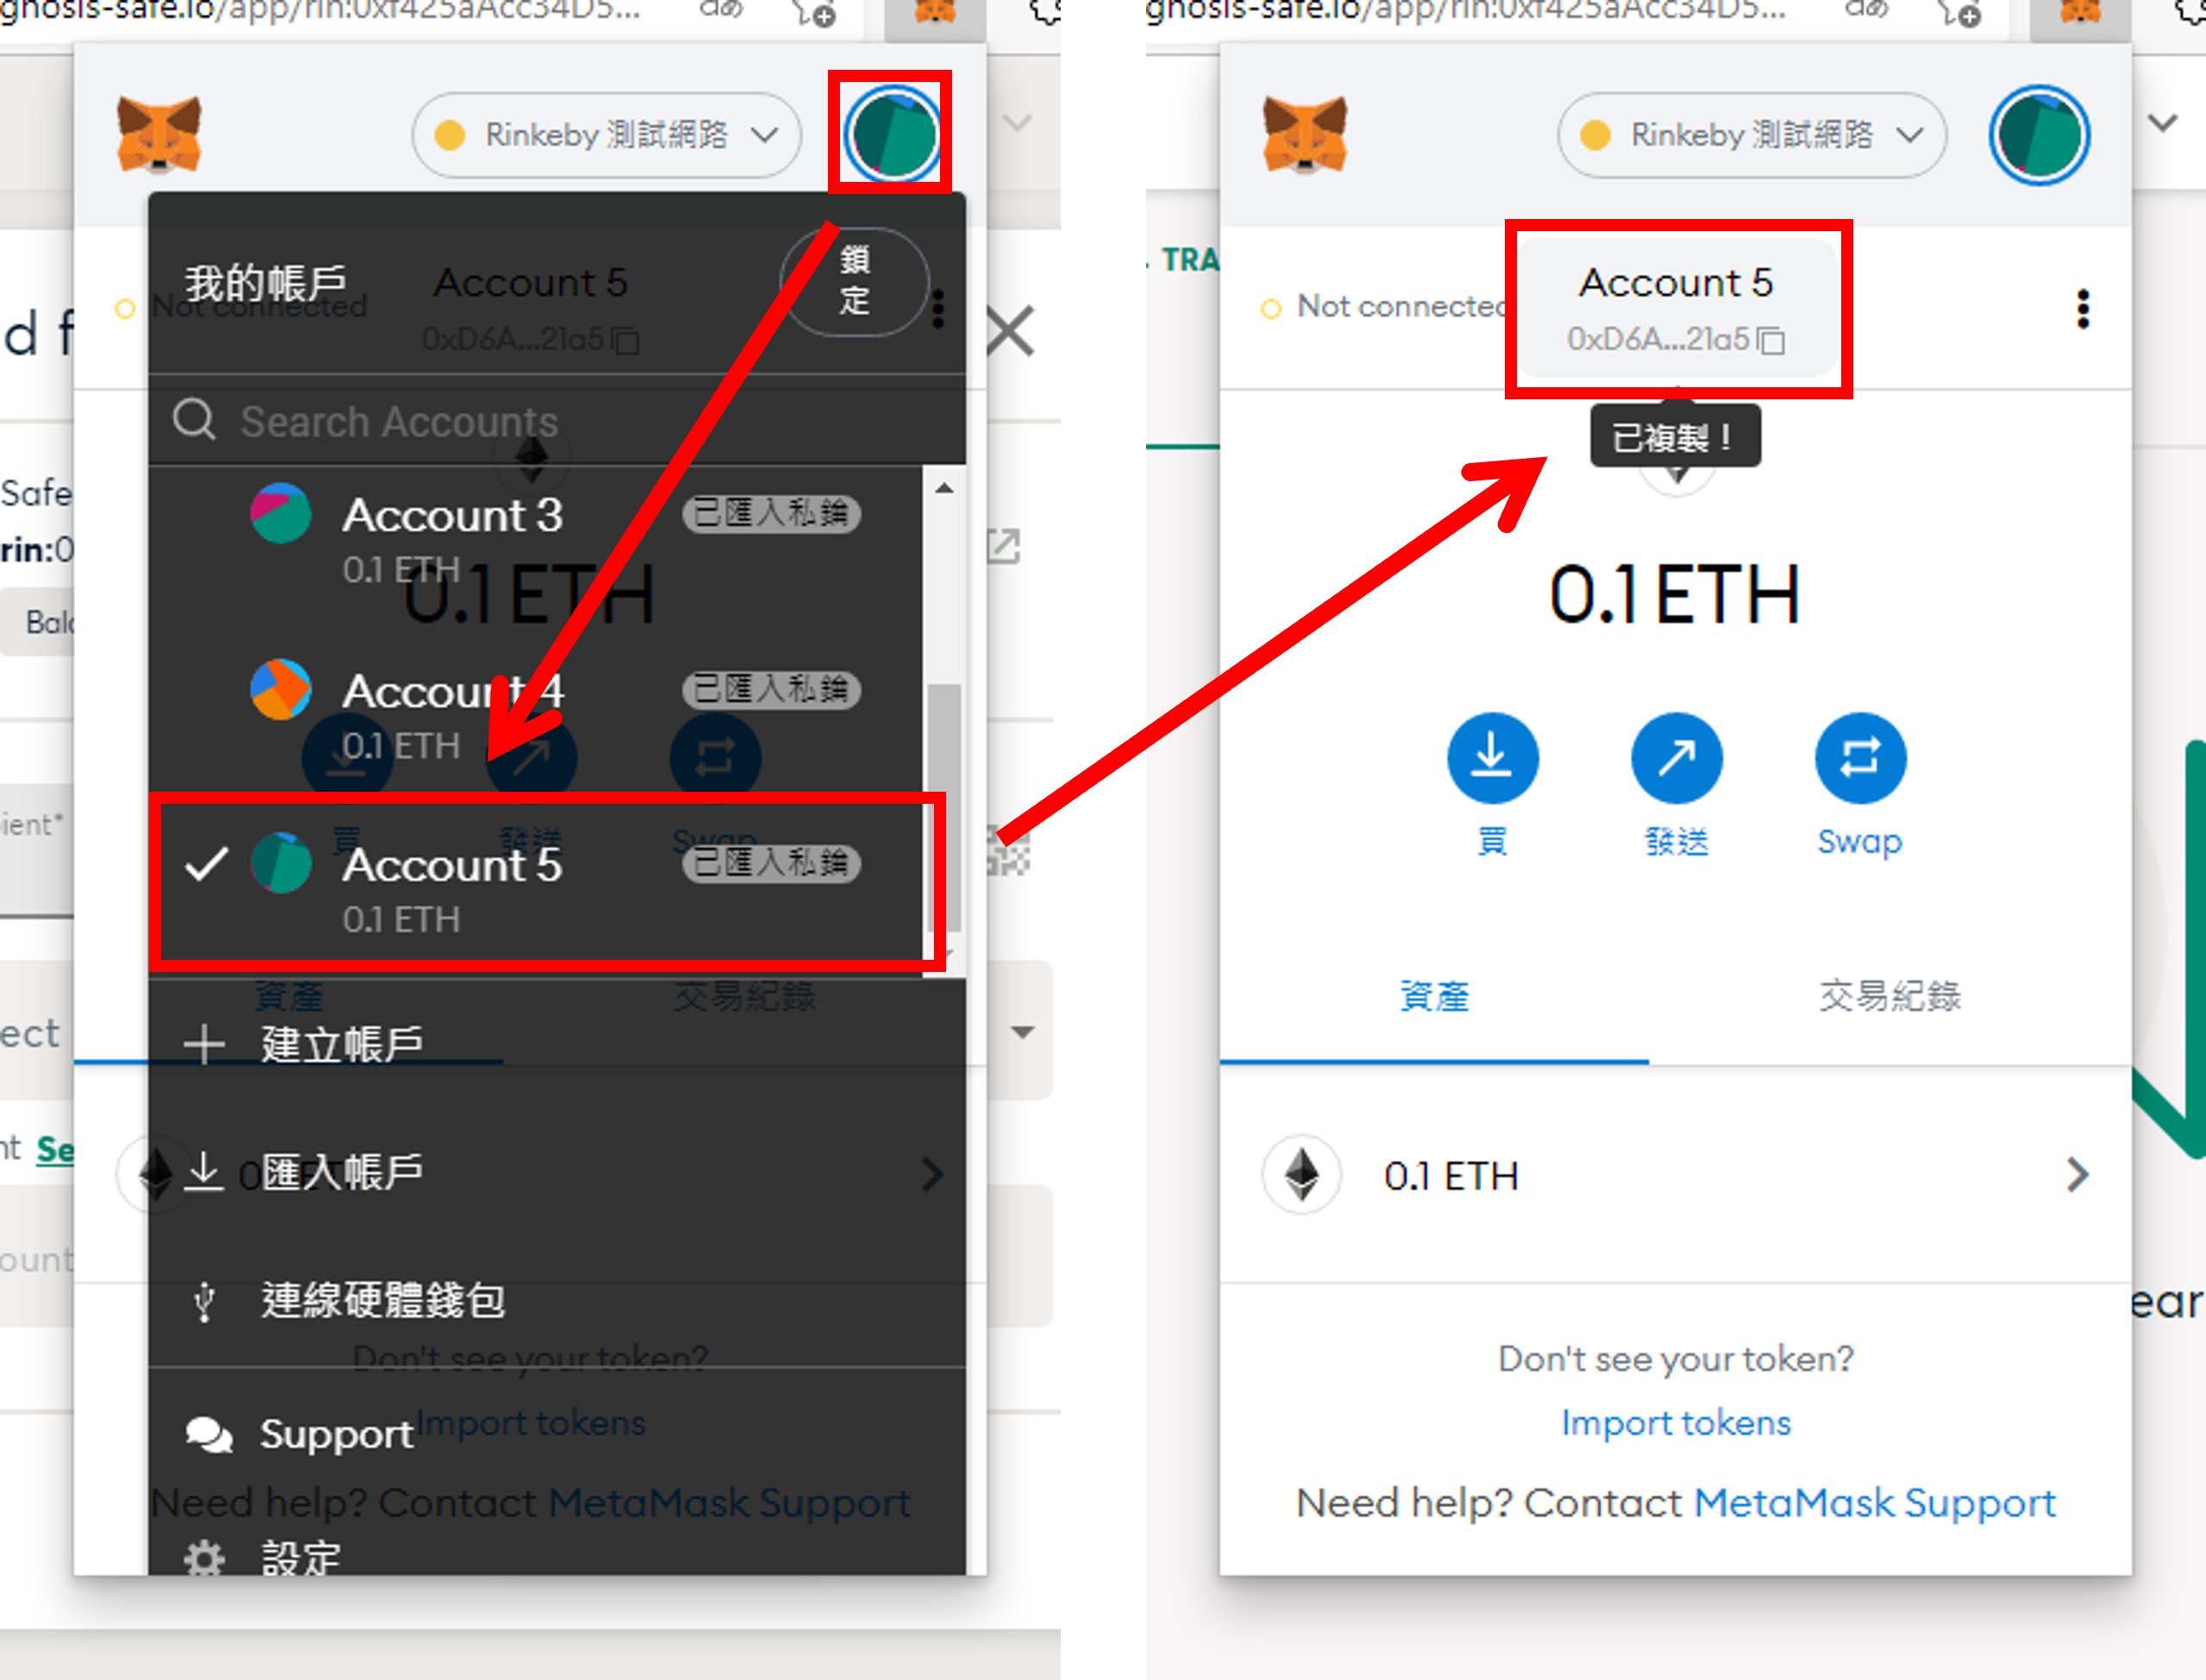 gnosis-safe.io/app/rin:0xf425aAcc34D5...
Rinkeby 測試網路
我的帳戶
鎖定
Not connected
Account 5
0xD6A...21a5
Search Accounts
Account 3
已匯入私鑰
0.1 ETH
0.1 ETH
Account 4
已匯入私鑰
0.1 ETH
買
發送
Swap
Account 5
已匯入私鑰
0.1 ETH
資產
交易紀錄
建立帳戶
匯入帳戶
連線硬體錢包
Don't see your token?
Support
Import tokens
Need help? Contact MetaMask Support
設定
d f
Safe
rin:0
Bala
ient*
ect
nt Se
ount
gnosis-safe.io/app/rin:0xf425aAcc34D5...
Rinkeby 測試網路
TRA
Not connected
Account 5
0xD6A...21a5
已複製！
0.1 ETH
買
發送
Swap
資產
交易紀錄
0.1 ETH
Don't see your token?
Import tokens
Need help? Contact MetaMask Support
ear